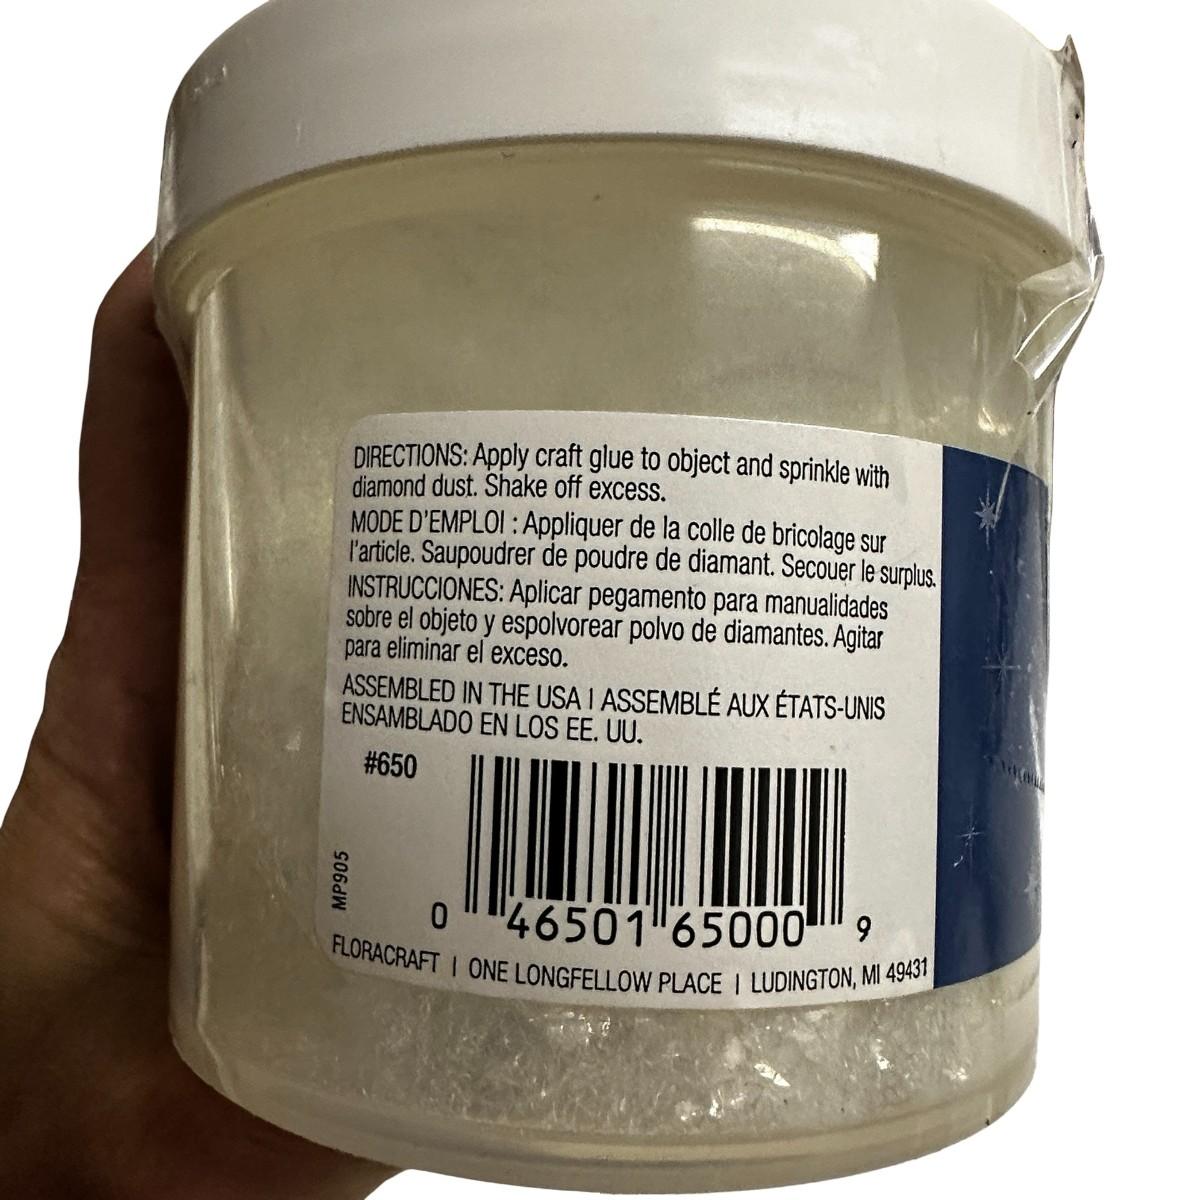 DIRECTIONS: Apply craft glue to object and sprinkle with
diamond dust. Shake off excess.
MODE D'EMPLOI : Appliquer de la colle de bricolage sur
l'article. Saupoudrer de poudre de diamant. Secouer le surplus.
INSTRUCCIONES: Aplicar pegamento para manualidades
sobre el objeto y espolvorear polvo de diamantes. Agitar
para eliminar el exceso.
ASSEMBLED IN THE USA | ASSEMBLÉ AUX ÉTATS-UNIS
ENSAMBLADO EN LOS EE. UU.
#650
MP905
0 46501 65000 9
FLORACRAFT | ONE LONGFELLOW PLACE | LUDINGTON, MI 49431